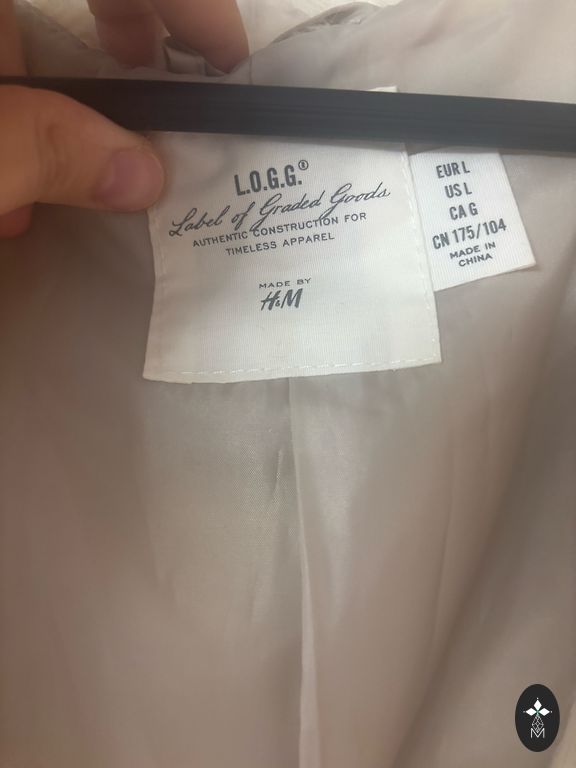 L.O.G.G.®
Label of Graded Goods
AUTHENTIC CONSTRUCTION FOR
TIMELESS APPAREL
MADE BY
H&M
EUR L
US L
CA G
CN 175/104
MADE IN
CHINA
M